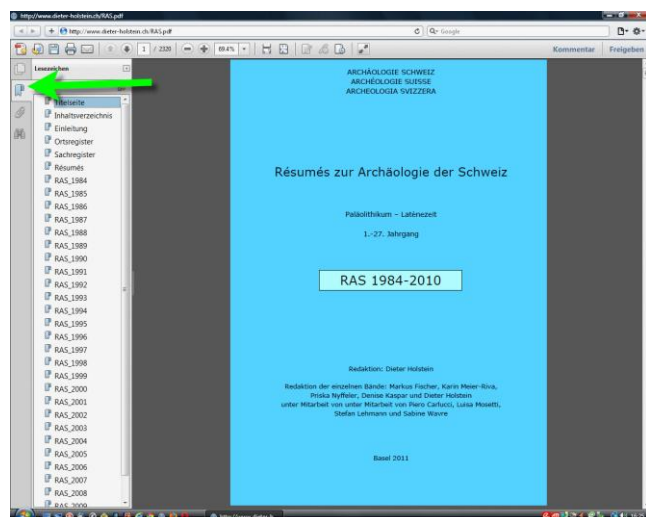 http://www.dieter-holstein.ch/RAS.pdf
http://www.dieter-holstein.ch/RAS.pdf
Google
1 / 2320
69.4%
Kommentar
Freigeben
Lesezeichen
Titelseite
Inhaltsverzeichnis
Einleitung
Ortsregister
Sachregister
Résumés
RAS_1984
RAS_1985
RAS_1986
RAS_1987
RAS_1988
RAS_1989
RAS_1990
RAS_1991
RAS_1992
RAS_1993
RAS_1994
RAS_1995
RAS_1996
RAS_1997
RAS_1998
RAS_1999
RAS_2000
RAS_2001
RAS_2002
RAS_2003
RAS_2004
RAS_2005
RAS_2006
RAS_2007
RAS_2008
RAS_2009
ARCHÄOLOGIE SCHWEIZ
ARCHÉOLOGIE SUISSE
ARCHEOLOGIA SVIZZERA
Résumés zur Archäologie der Schweiz
Paläolithikum – Latènezeit
1.-27. Jahrgang
RAS 1984-2010
Redaktion: Dieter Holstein
Redaktion der einzelnen Bände: Markus Fischer, Karin Meier-Riva,
Priska Nyffeler, Denise Kaspar und Dieter Holstein
unter Mitarbeit von unter Mitarbeit von Piero Carlucci, Luisa Mosetti,
Stefan Lehmann und Sabine Wavre
Basel 2011
http://www.dieter-h